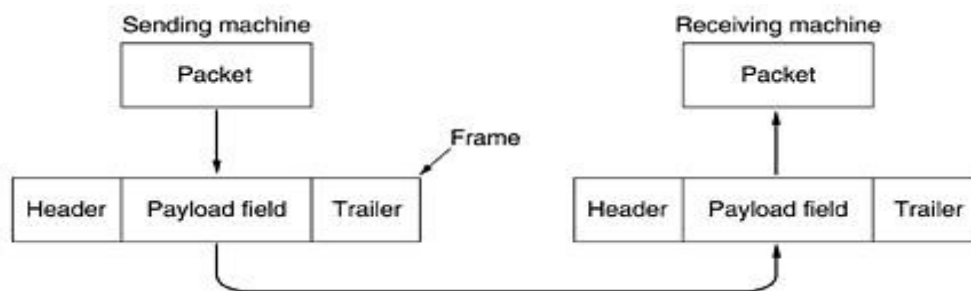 Sending machine Receiving machine
Packet Packet
Frame
Header Payload field Trailer Header Payload field Trailer